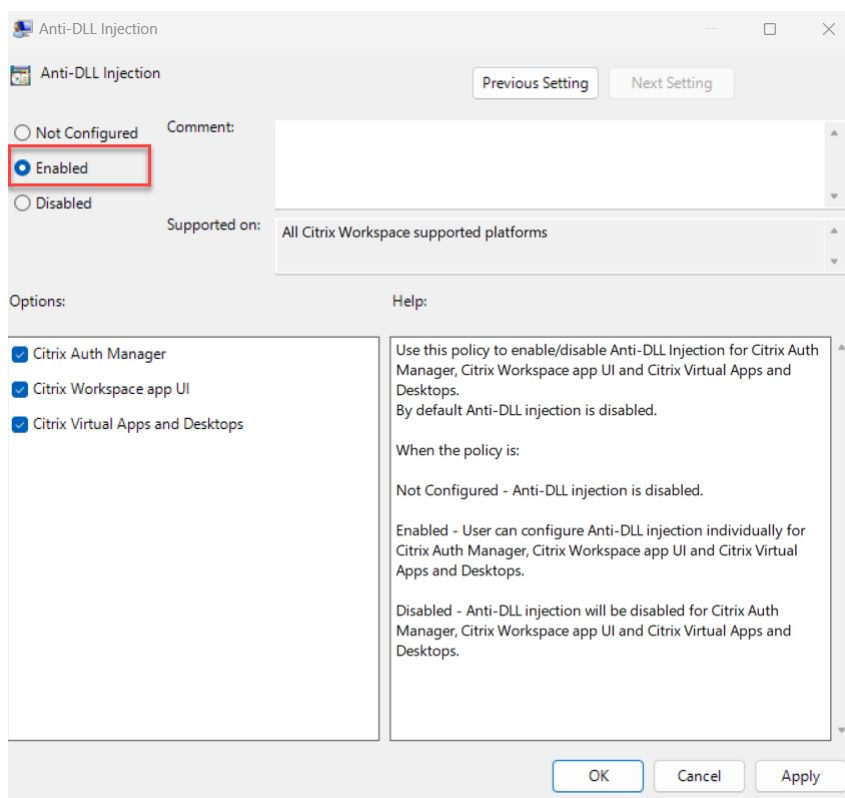 Anti-DLL Injection
Anti-DLL Injection
Previous Setting
Next Setting
Not Configured
Comment:
Enabled
Disabled
Supported on:
All Citrix Workspace supported platforms
Options:
Help:
Citrix Auth Manager
Citrix Workspace app UI
Citrix Virtual Apps and Desktops
Use this policy to enable/disable Anti-DLL Injection for Citrix Auth
Manager, Citrix Workspace app UI and Citrix Virtual Apps and
Desktops.
By default Anti-DLL injection is disabled.
When the policy is:
Not Configured - Anti-DLL injection is disabled.
Enabled - User can configure Anti-DLL injection individually for
Citrix Auth Manager, Citrix Workspace app UI and Citrix Virtual
Apps and Desktops.
Disabled - Anti-DLL injection will be disabled for Citrix Auth
Manager, Citrix Workspace app UI and Citrix Virtual Apps and
Desktops.
OK
Cancel
Apply